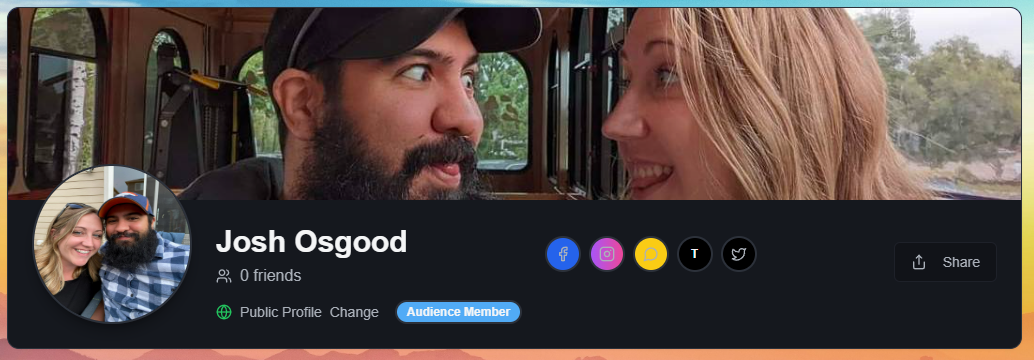 Josh Osgood
0 friends
T
Share
Public Profile Change Audience Member